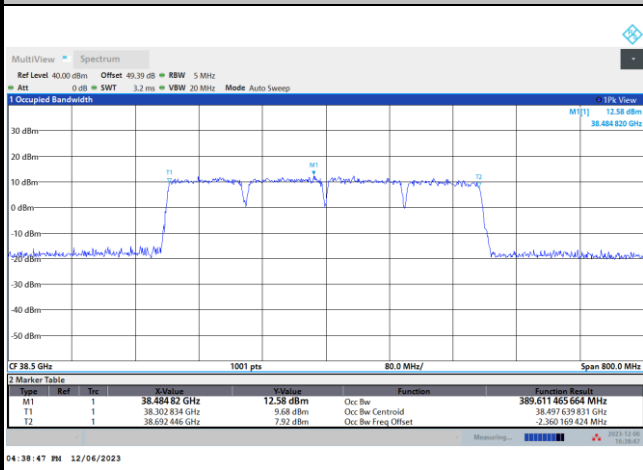 MultiView Spectrum
Ref Level 40.00 dBm Offset 49.39 dB RBW 5 MHz
Att 0 dB SWT 3.2 ms VBW 20 MHz Mode Auto Sweep
1 Occupied Bandwidth 1Pk View
M1[1] 12.58 dBm
38.484 820 GHz
30 dBm
20 dBm
M1
T1
T2
10 dBm
0 dBm
-10 dBm
-20 dBm
-30 dBm
-40 dBm
-50 dBm
CF 38.5 GHz 1001 pts 80.0 MHz/ Span 800.0 MHz
2 Marker Table
Type Ref Trc X-Value Y-Value Function Function Result
M1 1 38.484 82 GHz 12.58 dBm Occ Bw 389.611 465 664 MHz
T1 1 38.302 834 GHz 9.68 dBm Occ Bw Centroid 38.497 639 831 GHz
T2 1 38.692 446 GHz 7.92 dBm Occ Bw Freq Offset -2.360 169 424 MHz
Measuring... 2023-12-06
16:38:47
04:38:47 PM 12/06/2023